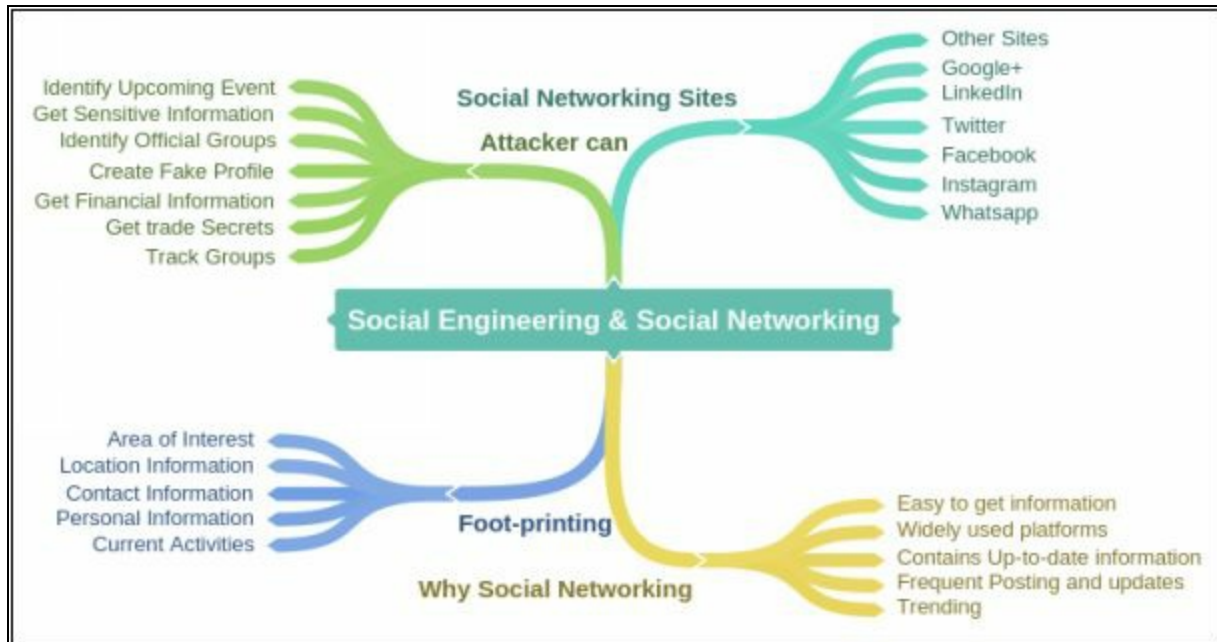 Social Engineering & Social Networking
Attacker can
Identify Upcoming Event
Get Sensitive Information
Identify Official Groups
Create Fake Profile
Get Financial Information
Get trade Secrets
Track Groups
Social Networking Sites
Other Sites
Google+
LinkedIn
Twitter
Facebook
Instagram
Whatsapp
Foot-printing
Area of Interest
Location Information
Contact Information
Personal Information
Current Activities
Why Social Networking
Easy to get information
Widely used platforms
Contains Up-to-date information
Frequent Posting and updates
Trending